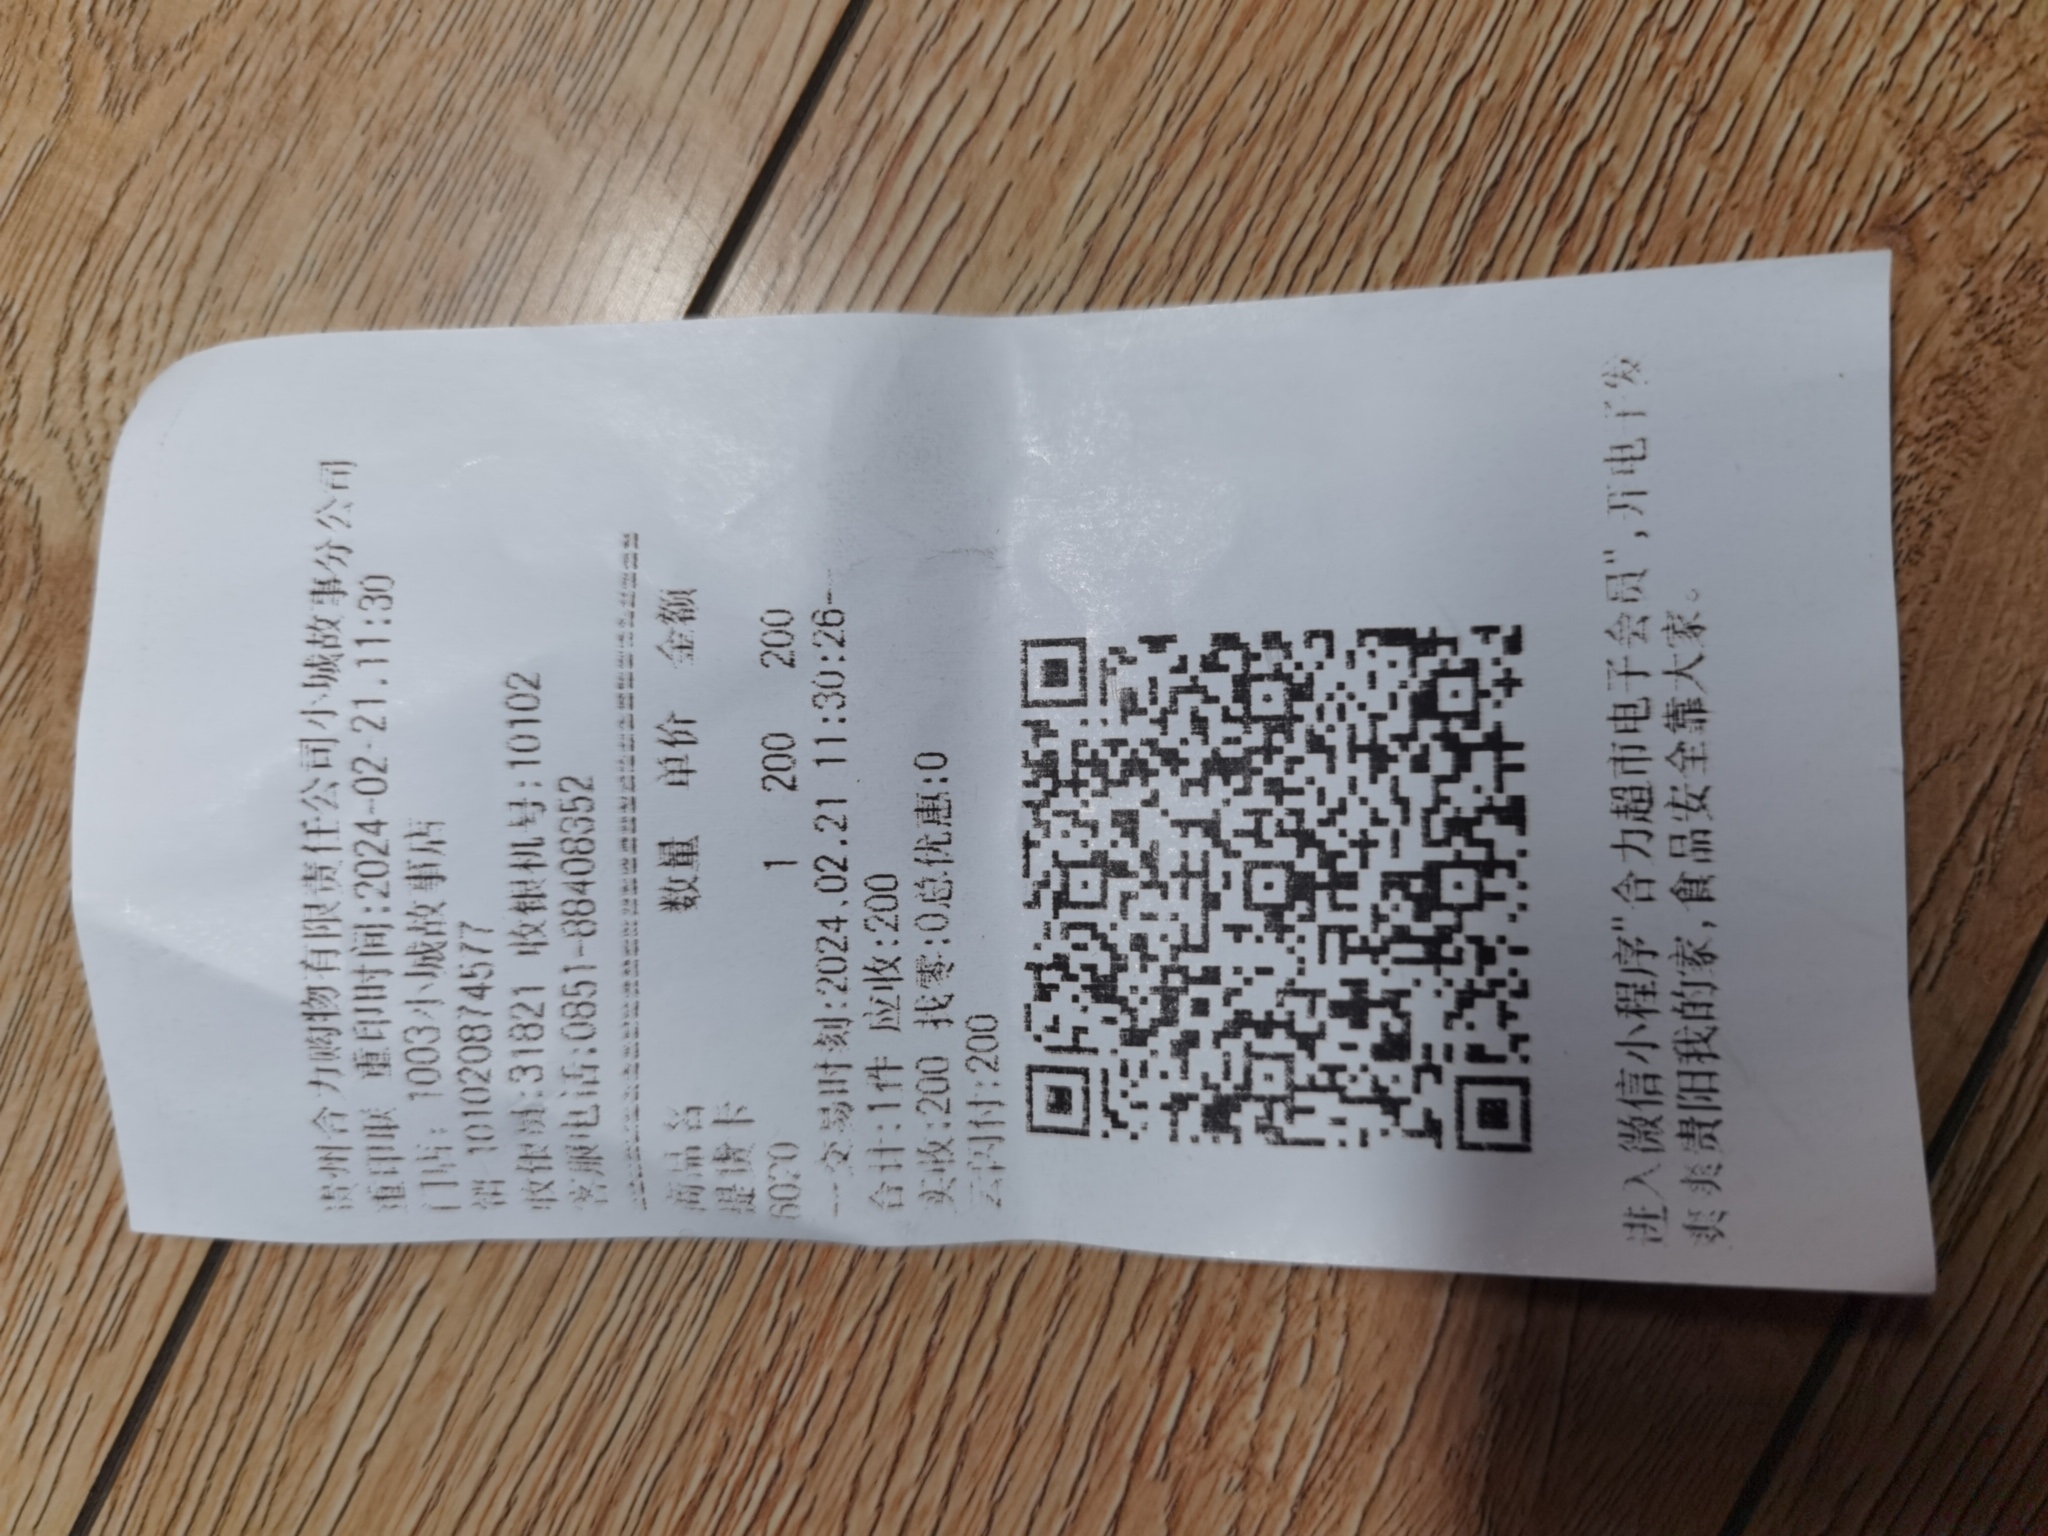 贵州合力购物有限责任公司小城故事分公司
重印联 重印时间:2024-02-21.11:30
门店: 1003小城故事店
销 1010208874577
收银员:31821 收银机号:10102
客服电话:0851-88408352
商品名 数量 单价 金额
提货卡
6020 1 200 200
--交易时刻:2024.02.21 11:30:26-
合计:1件 应收:200
实收:200 找零:0总优惠:0
云闪付:200
进入微信小程序"合力超市电子会员",开电子发
爽爽贵阳我的家,食品安全靠大家。